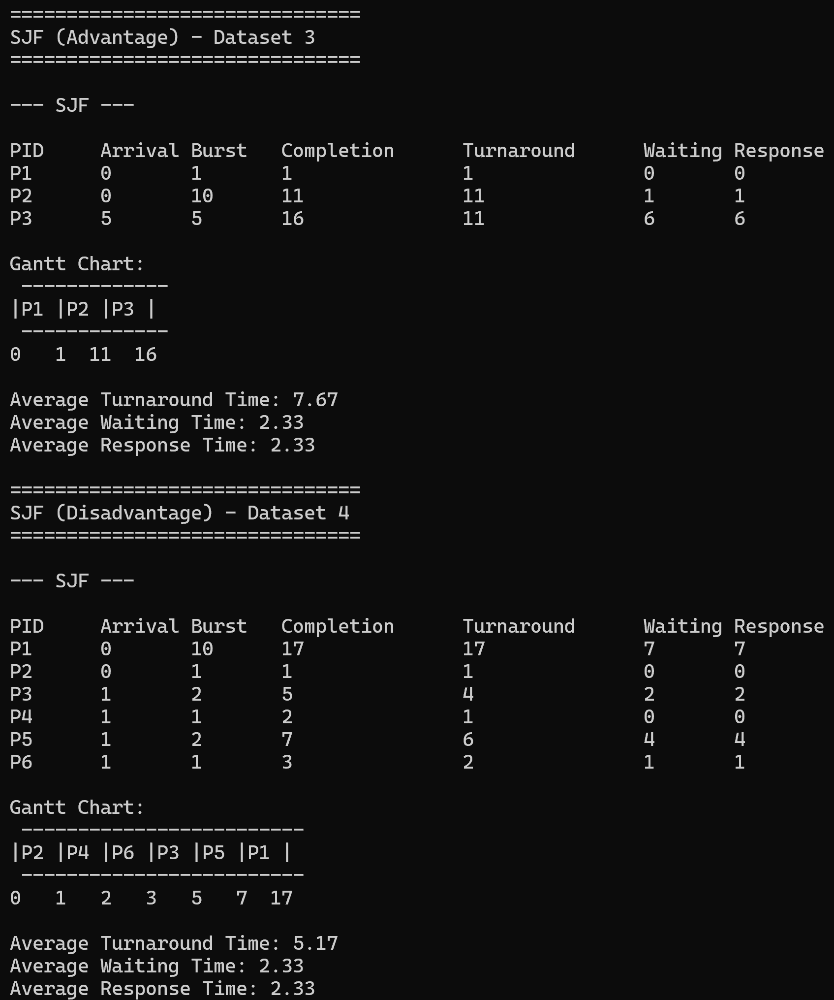 ===============================
SJF (Advantage) - Dataset 3
===============================
--- SJF ---
PID     Arrival Burst   Completion      Turnaround      Waiting Response
P1      0       1       1               1               0       0
P2      0       10      11              11              1       1
P3      5       5       16              11              6       6
Gantt Chart:
 -------------
|P1 |P2 |P3 |
 -------------
0   1  11  16
Average Turnaround Time: 7.67
Average Waiting Time: 2.33
Average Response Time: 2.33
===============================
SJF (Disadvantage) - Dataset 4
===============================
--- SJF ---
PID     Arrival Burst   Completion      Turnaround      Waiting Response
P1      0       10      17              17              7       7
P2      0       1       1               1               0       0
P3      1       2       5               4               2       2
P4      1       1       2               1               0       0
P5      1       2       7               6               4       4
P6      1       1       3               2               1       1
Gantt Chart:
 -------------------------
|P2 |P4 |P6 |P3 |P5 |P1 |
 -------------------------
0   1   2   3   5   7  17
Average Turnaround Time: 5.17
Average Waiting Time: 2.33
Average Response Time: 2.33